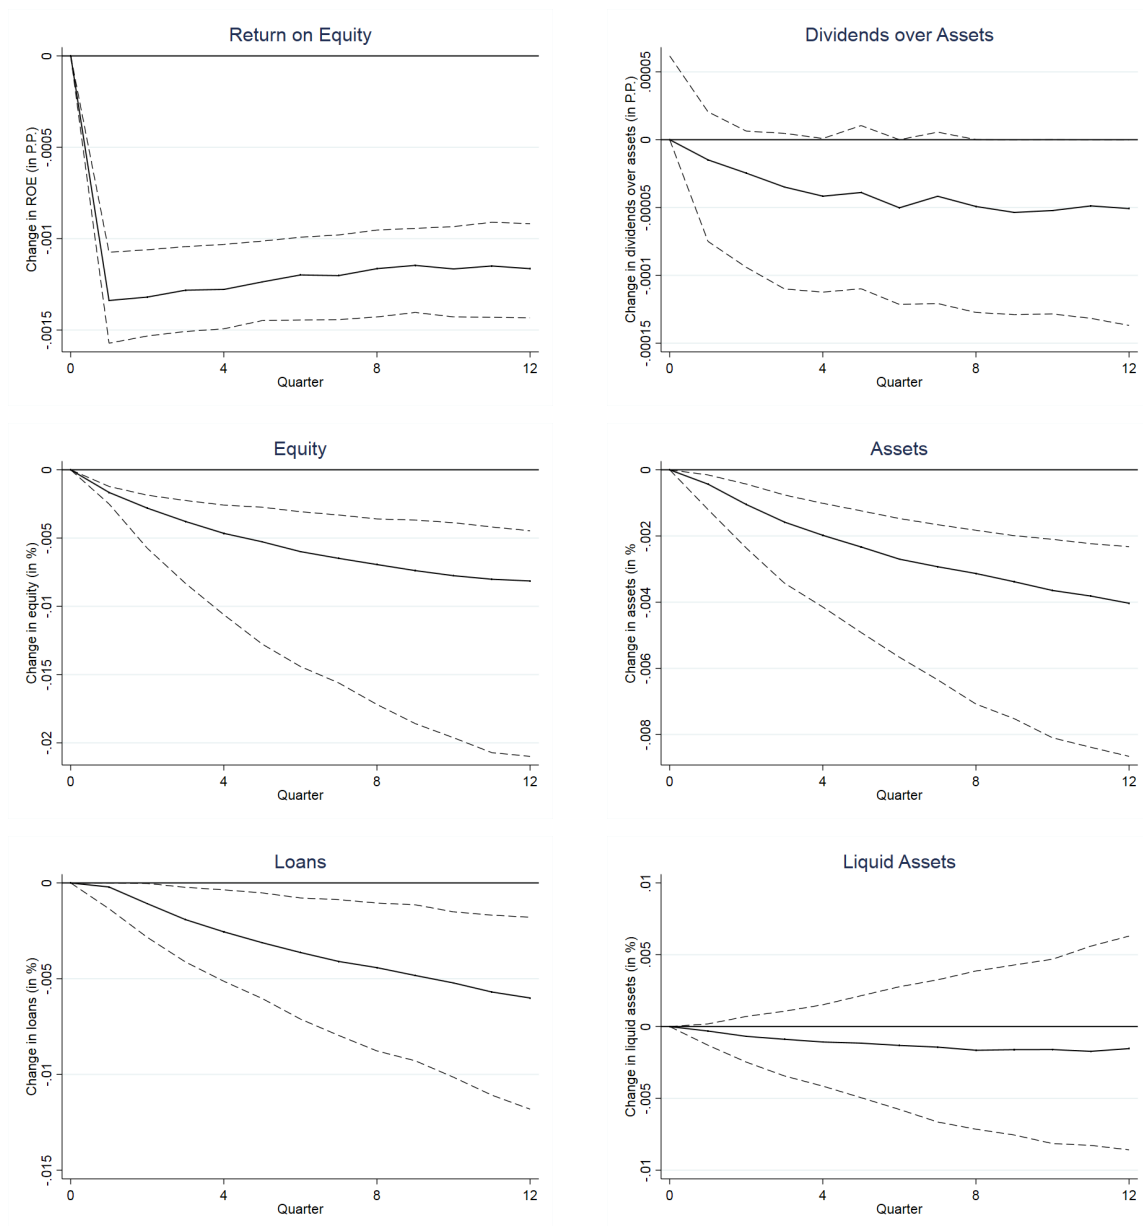 Return on Equity
Change in ROE (in P.P.)
0
-.0005
-.001
-.0015
0 4 8 12
Quarter
Dividends over Assets
Change in dividends over assets (in P.P.)
.00005
0
-.00005
-.0001
-.00015
0 4 8 12
Quarter
Equity
Change in equity (in %)
0
-.005
-.01
-.015
-.02
0 4 8 12
Quarter
Assets
Change in assets (in %
0
-.002
-.004
-.006
-.008
0 4 8 12
Quarter
Loans
Change in loans (in %)
0
-.005
-.01
-.015
0 4 8 12
Quarter
Liquid Assets
Change in liquid assets (in %)
.01
.005
0
-.005
-.01
0 4 8 12
Quarter